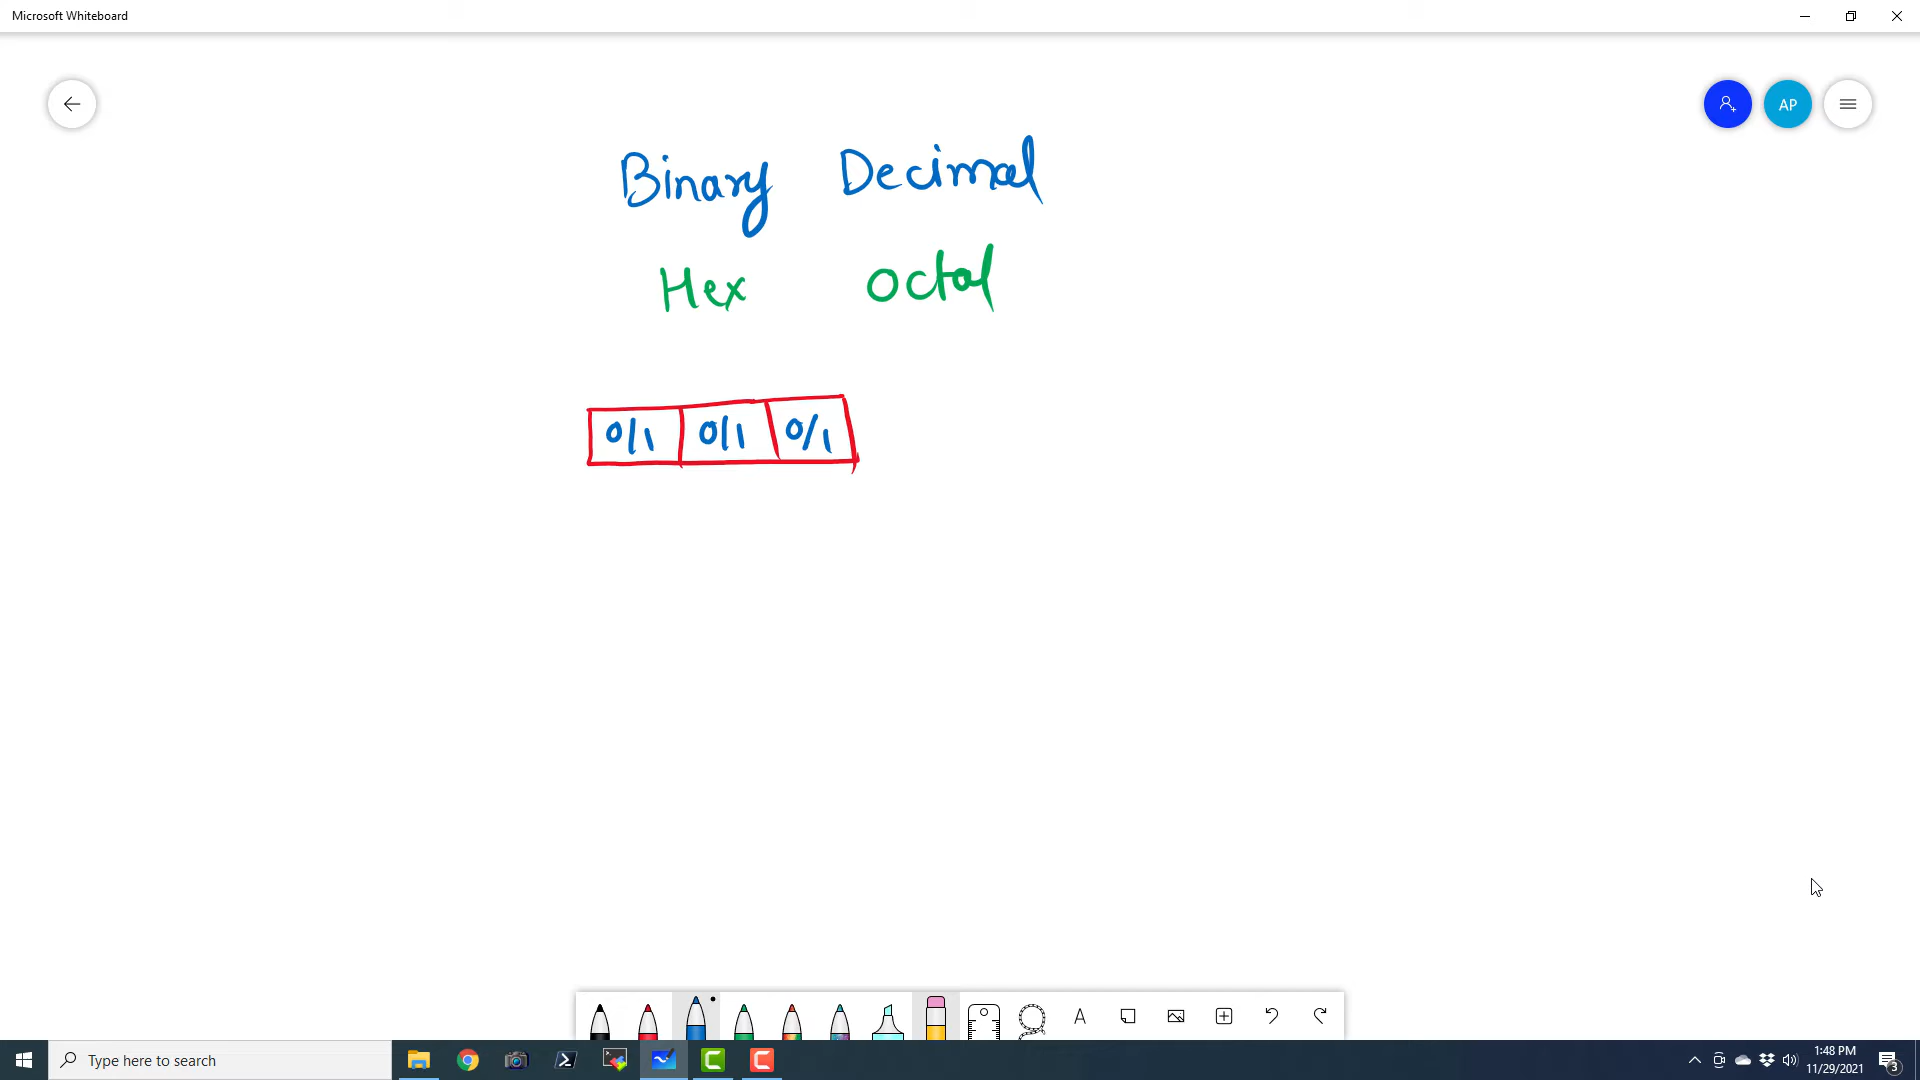 Microsoft Whiteboard
AP
Binary Decimal
Hex Octal
0/1 0/1 0/1
A
Type here to search
1:48 PM
11/29/2021
3